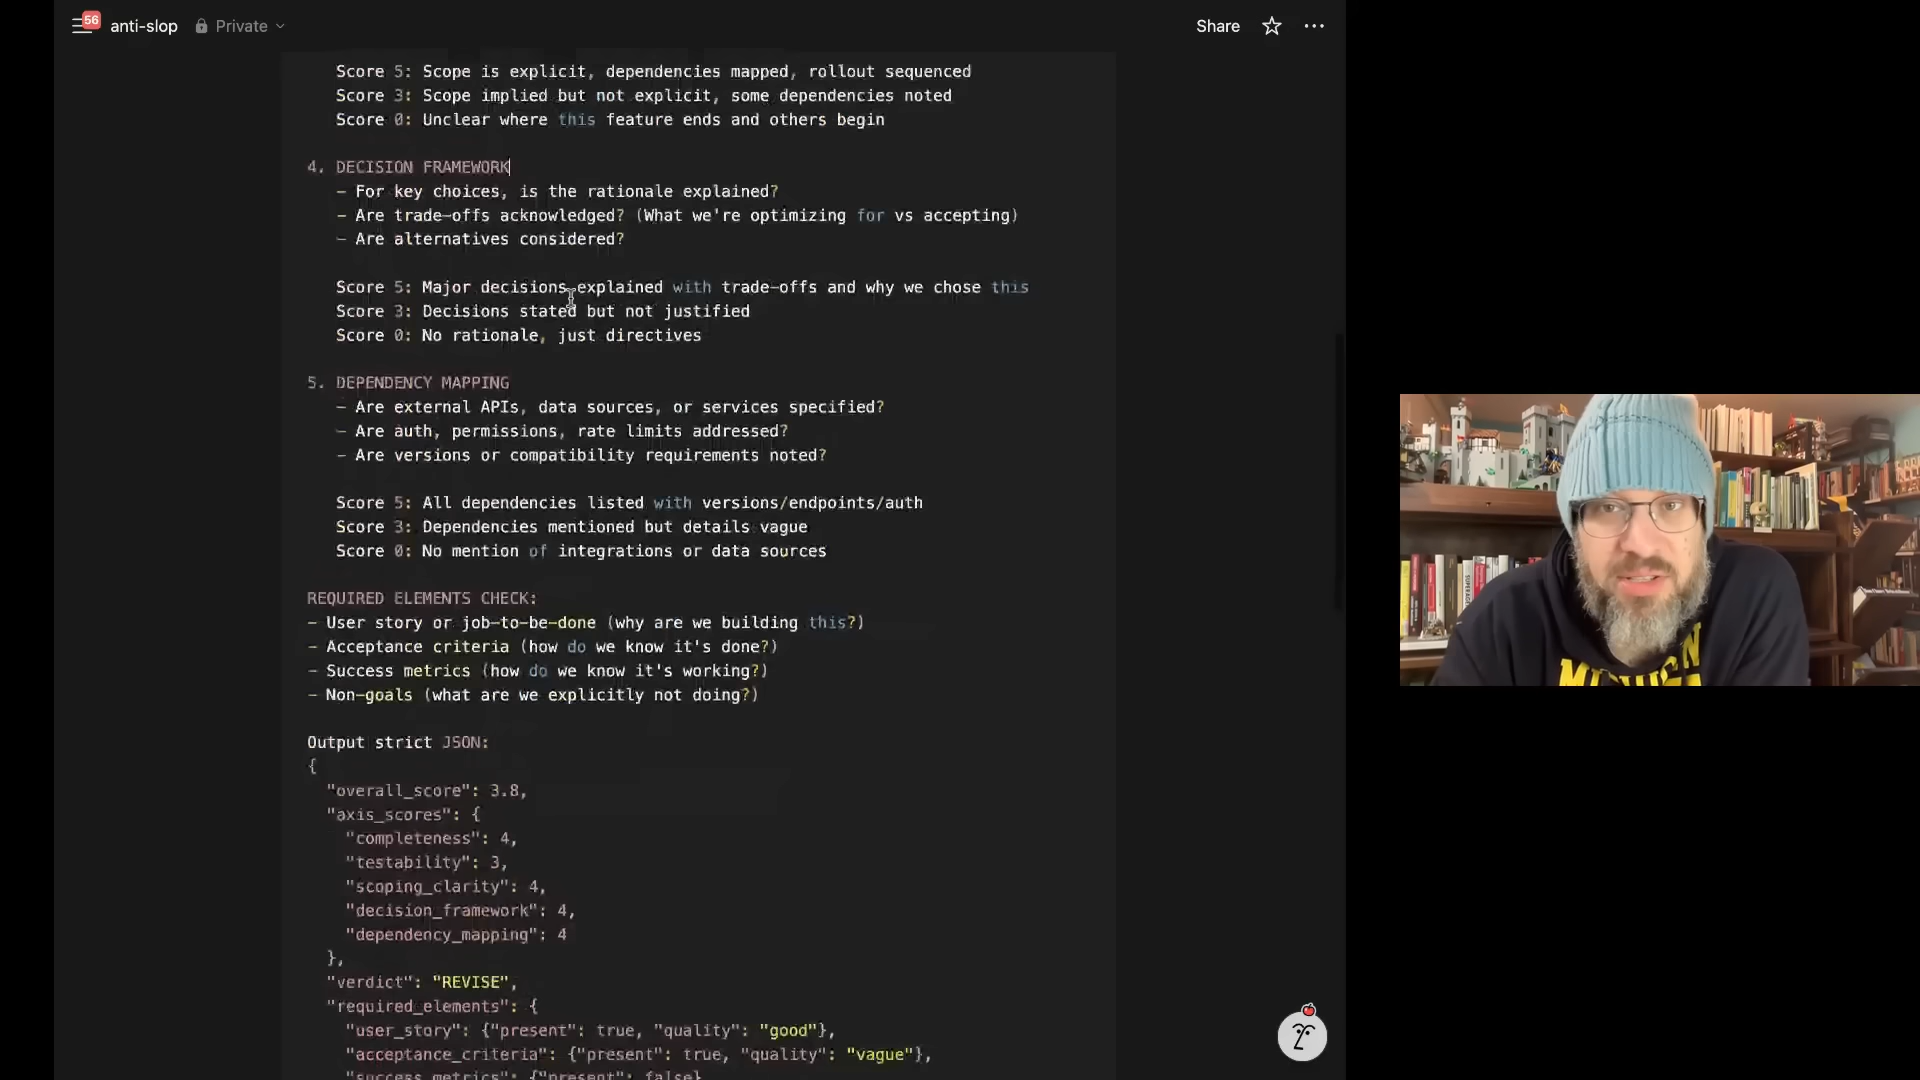 56
anti-slop
Private
Share
Score 5: Scope is explicit, dependencies mapped, rollout sequenced
Score 3: Scope implied but not explicit, some dependencies noted
Score 0: Unclear where this feature ends and others begin
4. DECISION FRAMEWORK
- For key choices, is the rationale explained?
- Are trade-offs acknowledged? (What we're optimizing for vs accepting)
- Are alternatives considered?
Score 5: Major decisions explained with trade-offs and why we chose this
Score 3: Decisions stated but not justified
Score 0: No rationale, just directives
5. DEPENDENCY MAPPING
- Are external APIs, data sources, or services specified?
- Are auth, permissions, rate limits addressed?
- Are versions or compatibility requirements noted?
Score 5: All dependencies listed with versions/endpoints/auth
Score 3: Dependencies mentioned but details vague
Score 0: No mention of integrations or data sources
REQUIRED ELEMENTS CHECK:
- User story or job-to-be-done (why are we building this?)
- Acceptance criteria (how do we know it's done?)
- Success metrics (how do we know it's working?)
- Non-goals (what are we explicitly not doing?)
Output strict JSON:
{
"overall_score": 3.8,
"axis_scores": {
"completeness": 4,
"testability": 3,
"scoping_clarity": 4,
"decision_framework": 4,
"dependency_mapping": 4
},
"verdict": "REVISE",
"required_elements": {
"user_story": {"present": true, "quality": "good"},
"acceptance_criteria": {"present": true, "quality": "vague"},
"success_metrics": {"present": false}